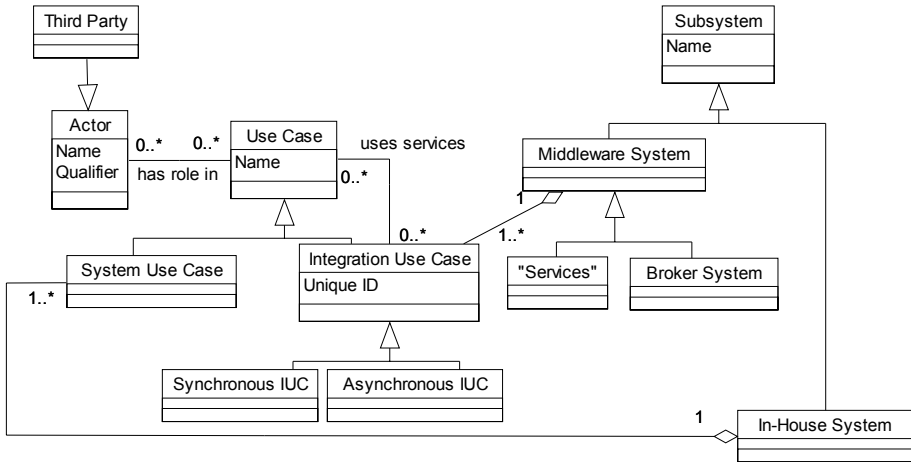 Third Party
Subsystem
Name
Actor
Name
Qualifier
0..*
0..*
has role in
Use Case
Name
uses services
0..*
Middleware System
1
1..*
0..*
System Use Case
1..*
Integration Use Case
Unique ID
"Services"
Broker System
Synchronous IUC
Asynchronous IUC
1
In-House System